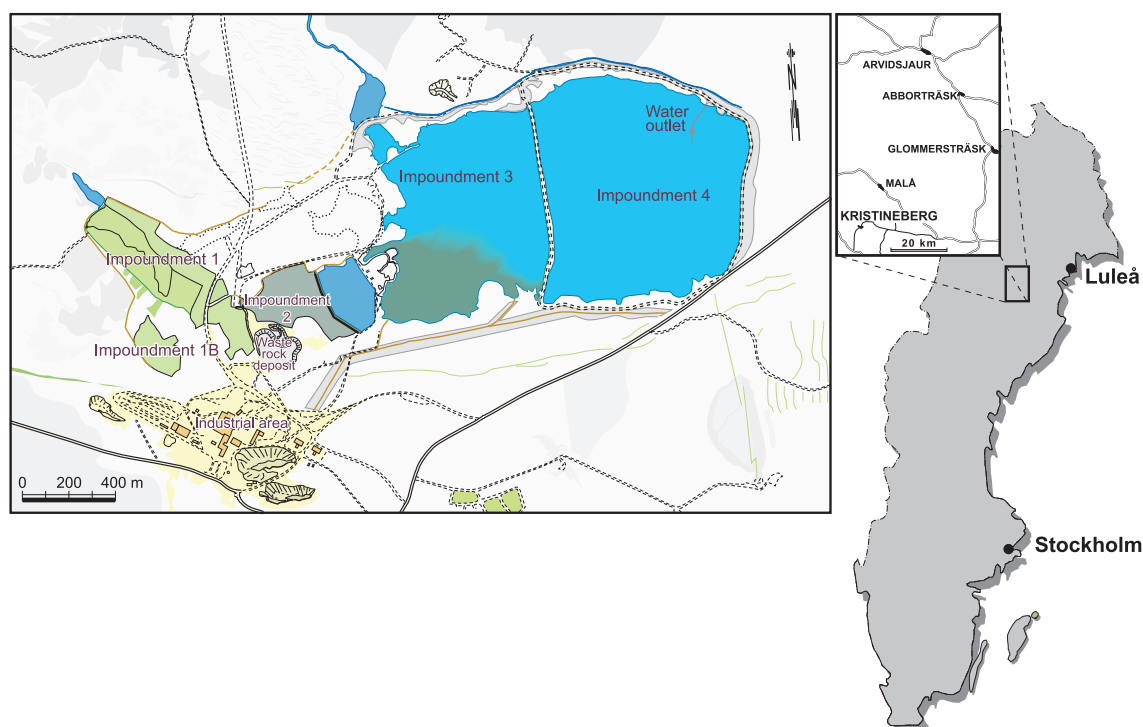 N
Water
outlet
Impoundment 3
Impoundment 4
Impoundment 1
Impoundment
2
Waste
rock
deposit
Impoundment 1B
Industrial area
0 200 400 m
ARVIDSJAUR
ABBORTRÄSK
GLOMMERSTRÄSK
MALÅ
KRISTINEBERG
20 km
Luleå
Stockholm